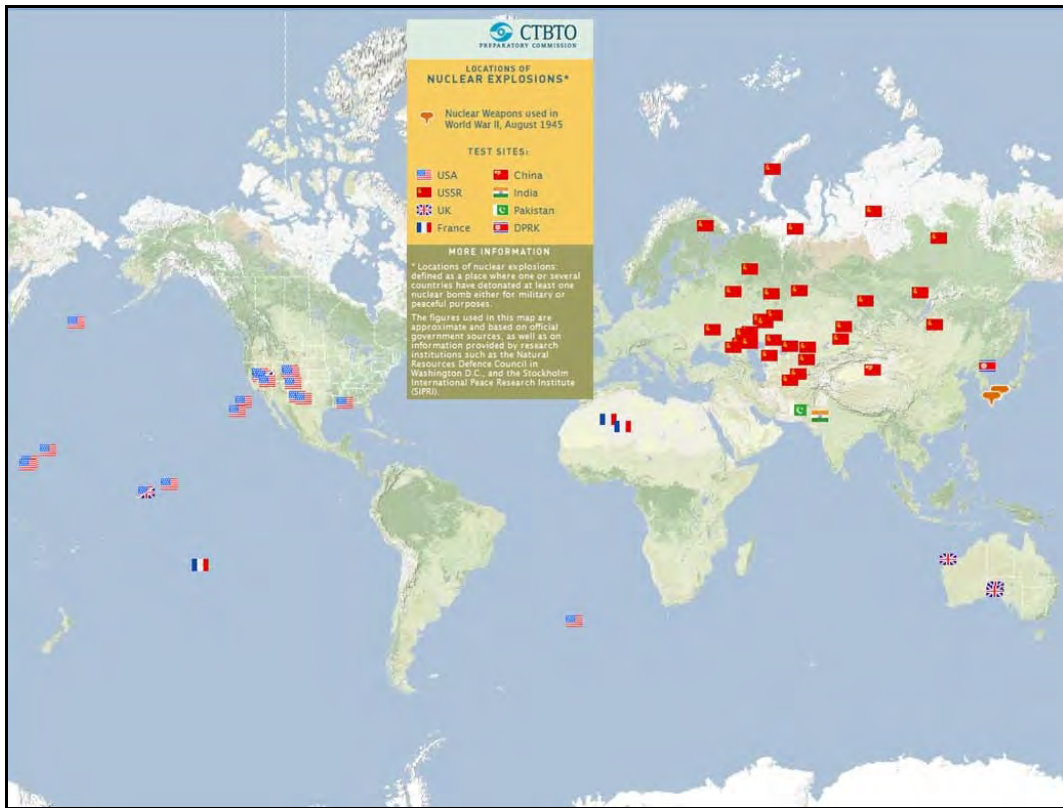 CTBTO
PREPARATORY COMMISSION
LOCATIONS OF
NUCLEAR EXPLOSIONS*
Nuclear Weapons used in
World War II, August 1945
TEST SITES:
USA
China
USSR
India
UK
Pakistan
France
DPRK
MORE INFORMATION
* Locations of nuclear explosions:
defined as a place where one or several
countries have detonated at least one
nuclear bomb either for military or
peaceful purposes.
The figures used in this map are
approximate and based on official
government sources, as well as on
information provided by research
institutions such as the Natural
Resources Defence Council in
Washington D.C., and the Stockholm
International Peace Research Institute
(SIPRI).